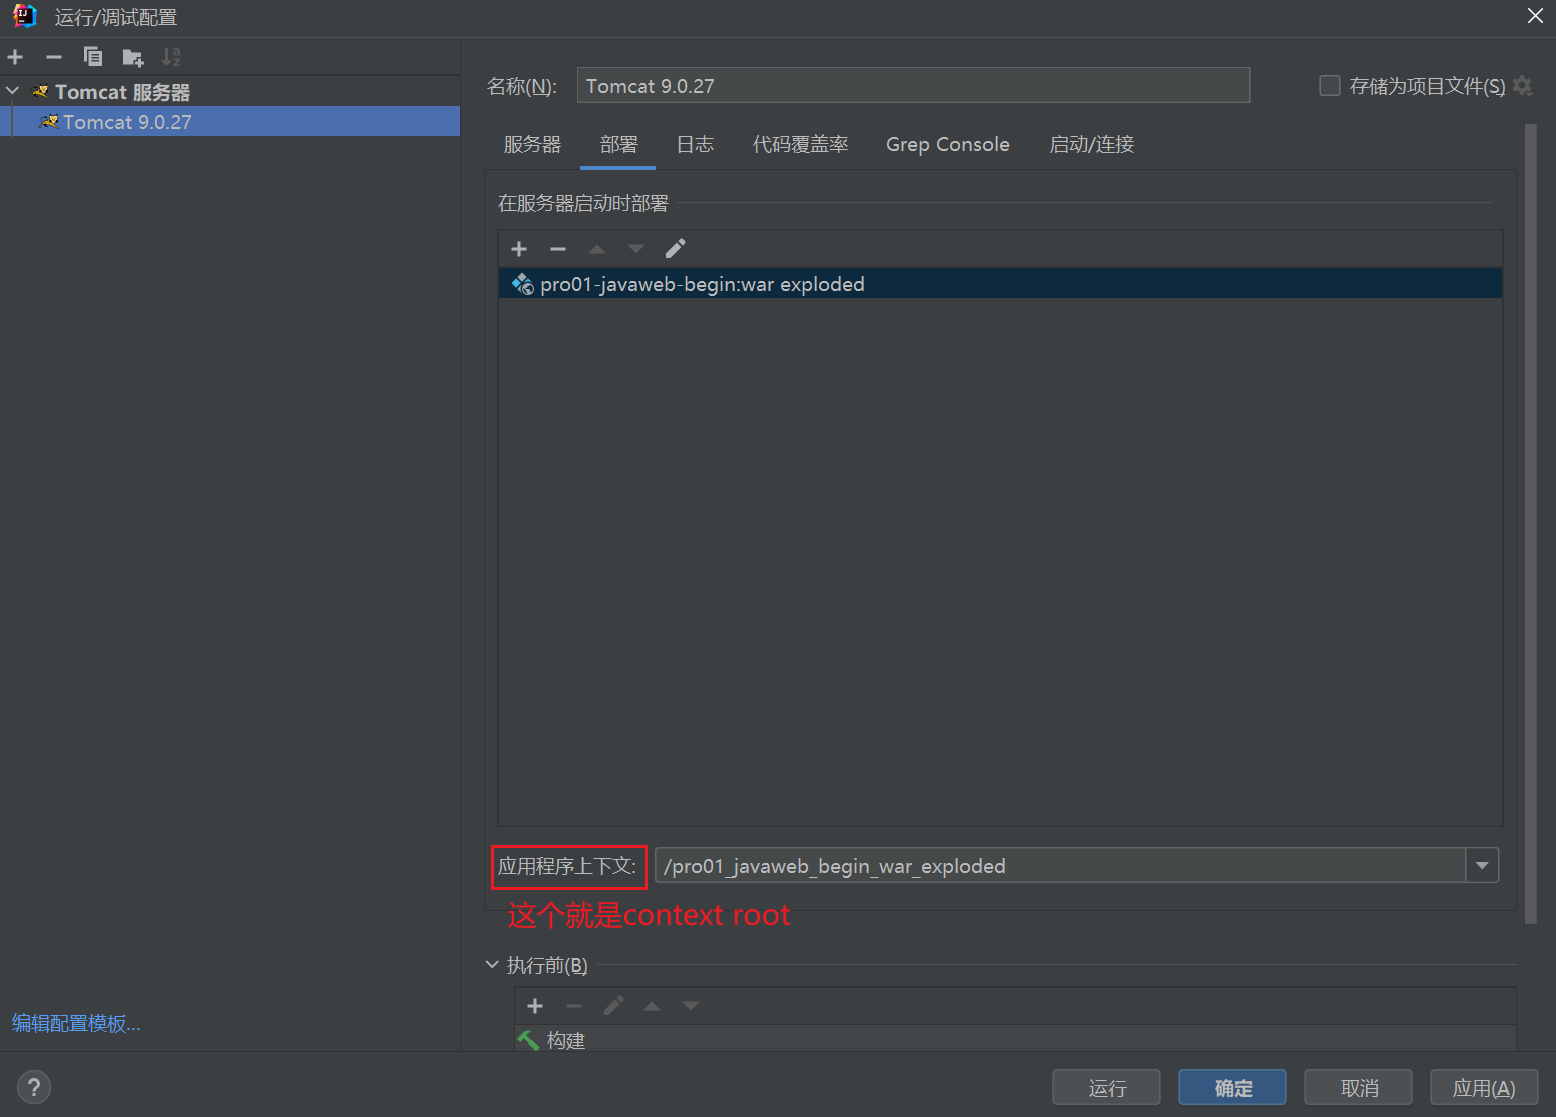 运行/调试配置
Tomcat 服务器
Tomcat 9.0.27
名称(N):
Tomcat 9.0.27
存储为项目文件(S)
服务器 部署 日志 代码覆盖率 Grep Console 启动/连接
在服务器启动时部署
pro01-javaweb-begin:war exploded
应用程序上下文:
/pro01_javaweb_begin_war_exploded
这个就是context root
执行前(B)
构建
编辑配置模板...
?
运行 确定 取消 应用(A)